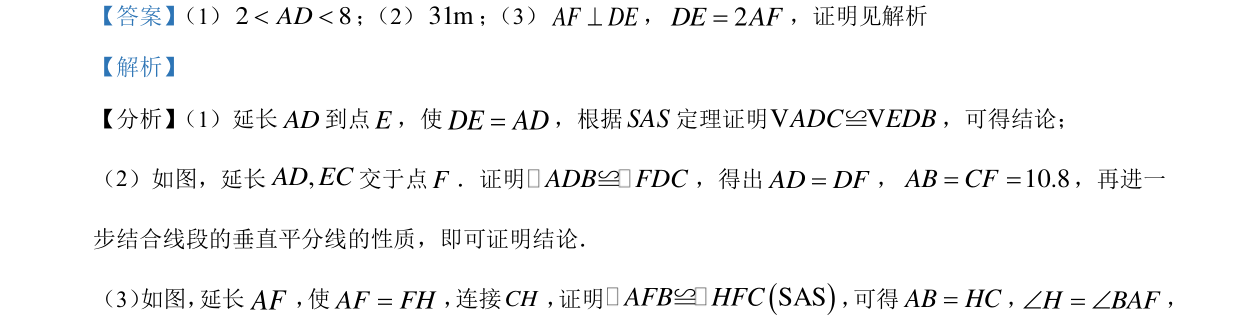 【答案】（1）2 < AD < 8；（2）31m；（3）AF⊥DE，DE = 2AF，证明见解析
【解析】
【分析】（1）延长 AD 到点 E，使 DE = AD，根据 SAS 定理证明VADC≌VEDB，可得结论；
（2）如图，延长 AD, EC 交于点 F．证明□ADB≌□FDC，得出 AD = DF，AB = CF =10.8，再进一
步结合线段的垂直平分线的性质，即可证明结论．
（3）如图，延长 AF，使 AF = FH，连接 CH，证明□AFB≌□HFC(SAS)，可得 AB = HC，∠H = ∠BAF，